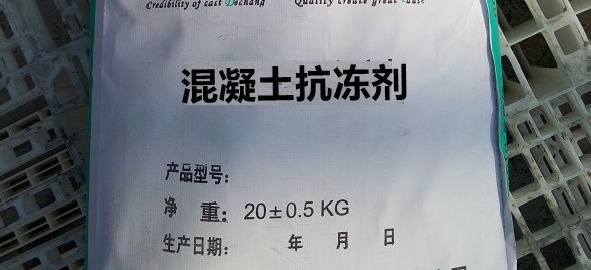 Credibility of cast Dechang Quality create great cause
混凝土抗冻剂
产品型号:
净 重: 20±0.5 KG
生产日期: 年 月 日